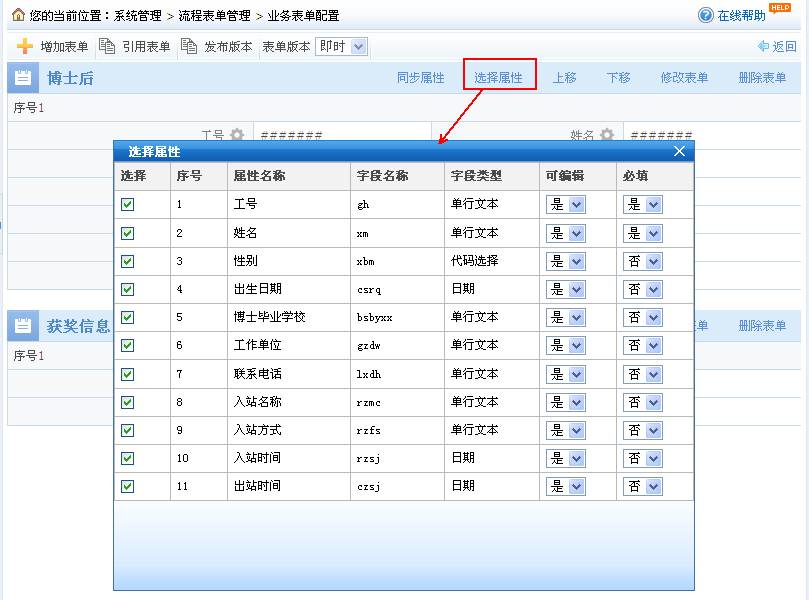 您的当前位置：系统管理 > 流程表单管理 > 业务表单配置 在线帮助 HELP
增加表单 引用表单 发布版本 表单版本 即时 返回
博士后 同步属性 选择属性 上移 下移 修改表单 删除表单
序号1
工号 ####### 姓名 #######
选择属性
选择 序号 属性名称 字段名称 字段类型 可编辑 必填
1 工号 gh 单行文本 是 是
2 姓名 xm 单行文本 是 是
3 性别 xbm 代码选择 是 否
4 出生日期 csrq 日期 是 否
5 博士毕业学校 bsbyxx 单行文本 是 否
6 工作单位 gzdw 单行文本 是 否
7 联系电话 lxdh 单行文本 是 否
8 入站名称 rzmc 单行文本 是 否
9 入站方式 rzfs 单行文本 是 否
10 入站时间 rzsj 日期 是 否
11 出站时间 czsj 日期 是 否
获奖信息 单 删除表单
序号1